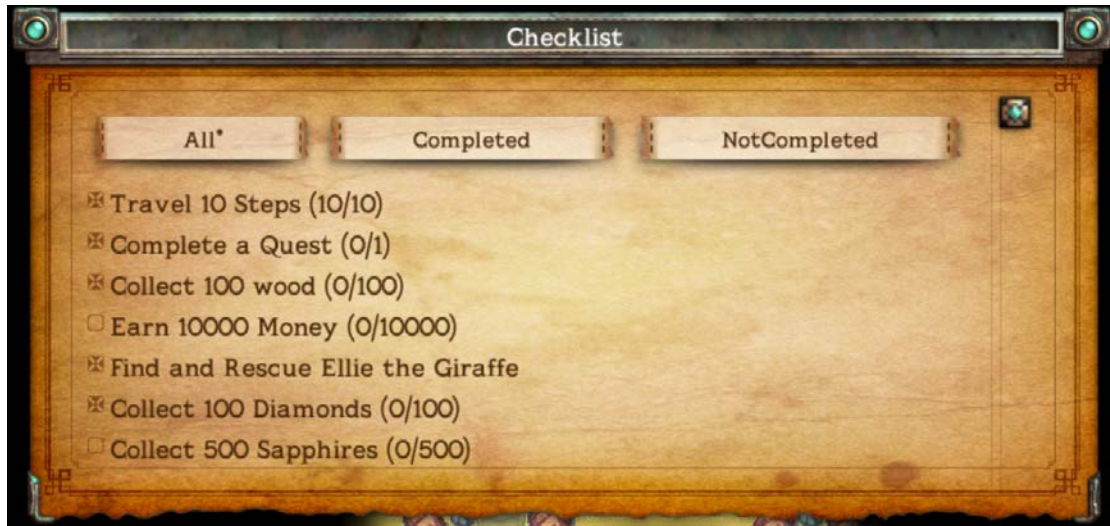 Checklist
All* Completed NotCompleted
Travel 10 Steps (10/10)
Complete a Quest (0/1)
Collect 100 wood (0/100)
Earn 10000 Money (0/10000)
Find and Rescue Ellie the Giraffe
Collect 100 Diamonds (0/100)
Collect 500 Sapphires (0/500)